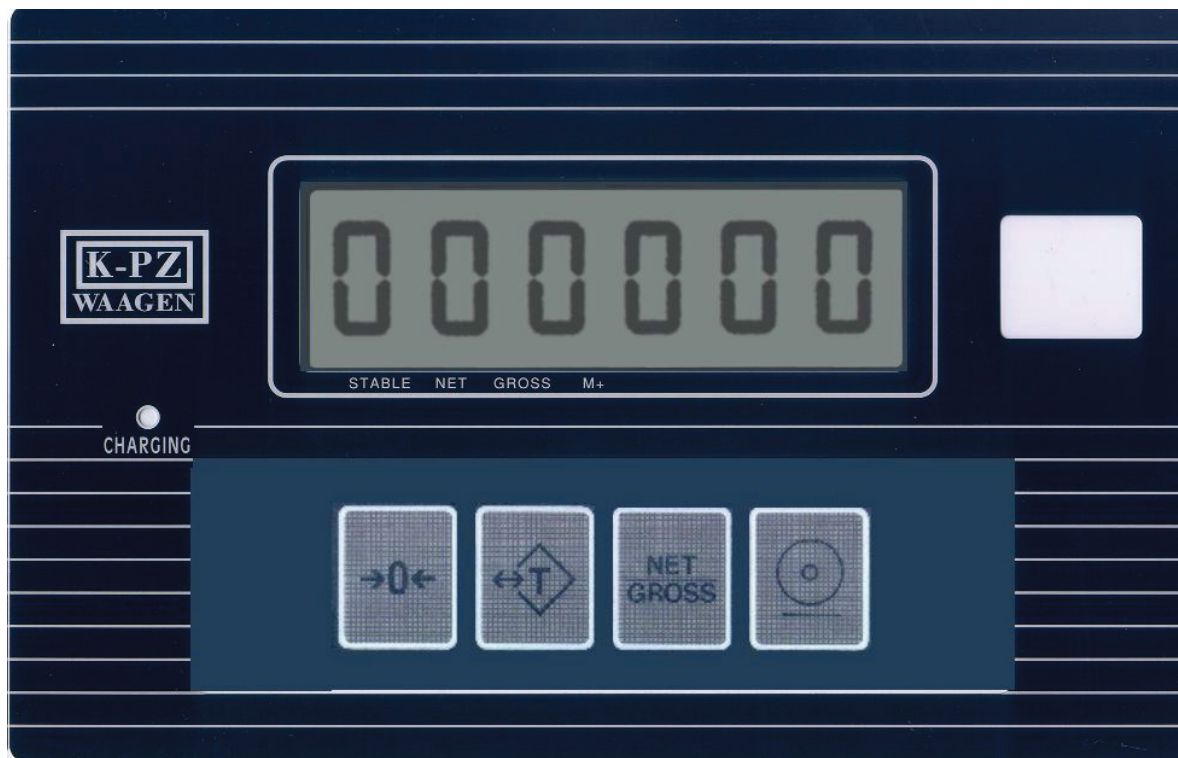 000000
K-PZ
WAAGEN
STABLE NET GROSS M+
CHARGING
→0←
↔T
NET
GROSS